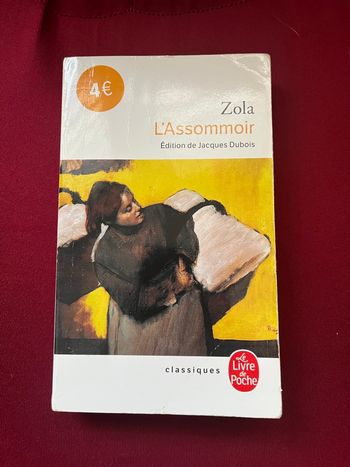 4€
Zola
L'Assommoir
Édition de Jacques Dubois
classiques
Le
Livre
de
Poche